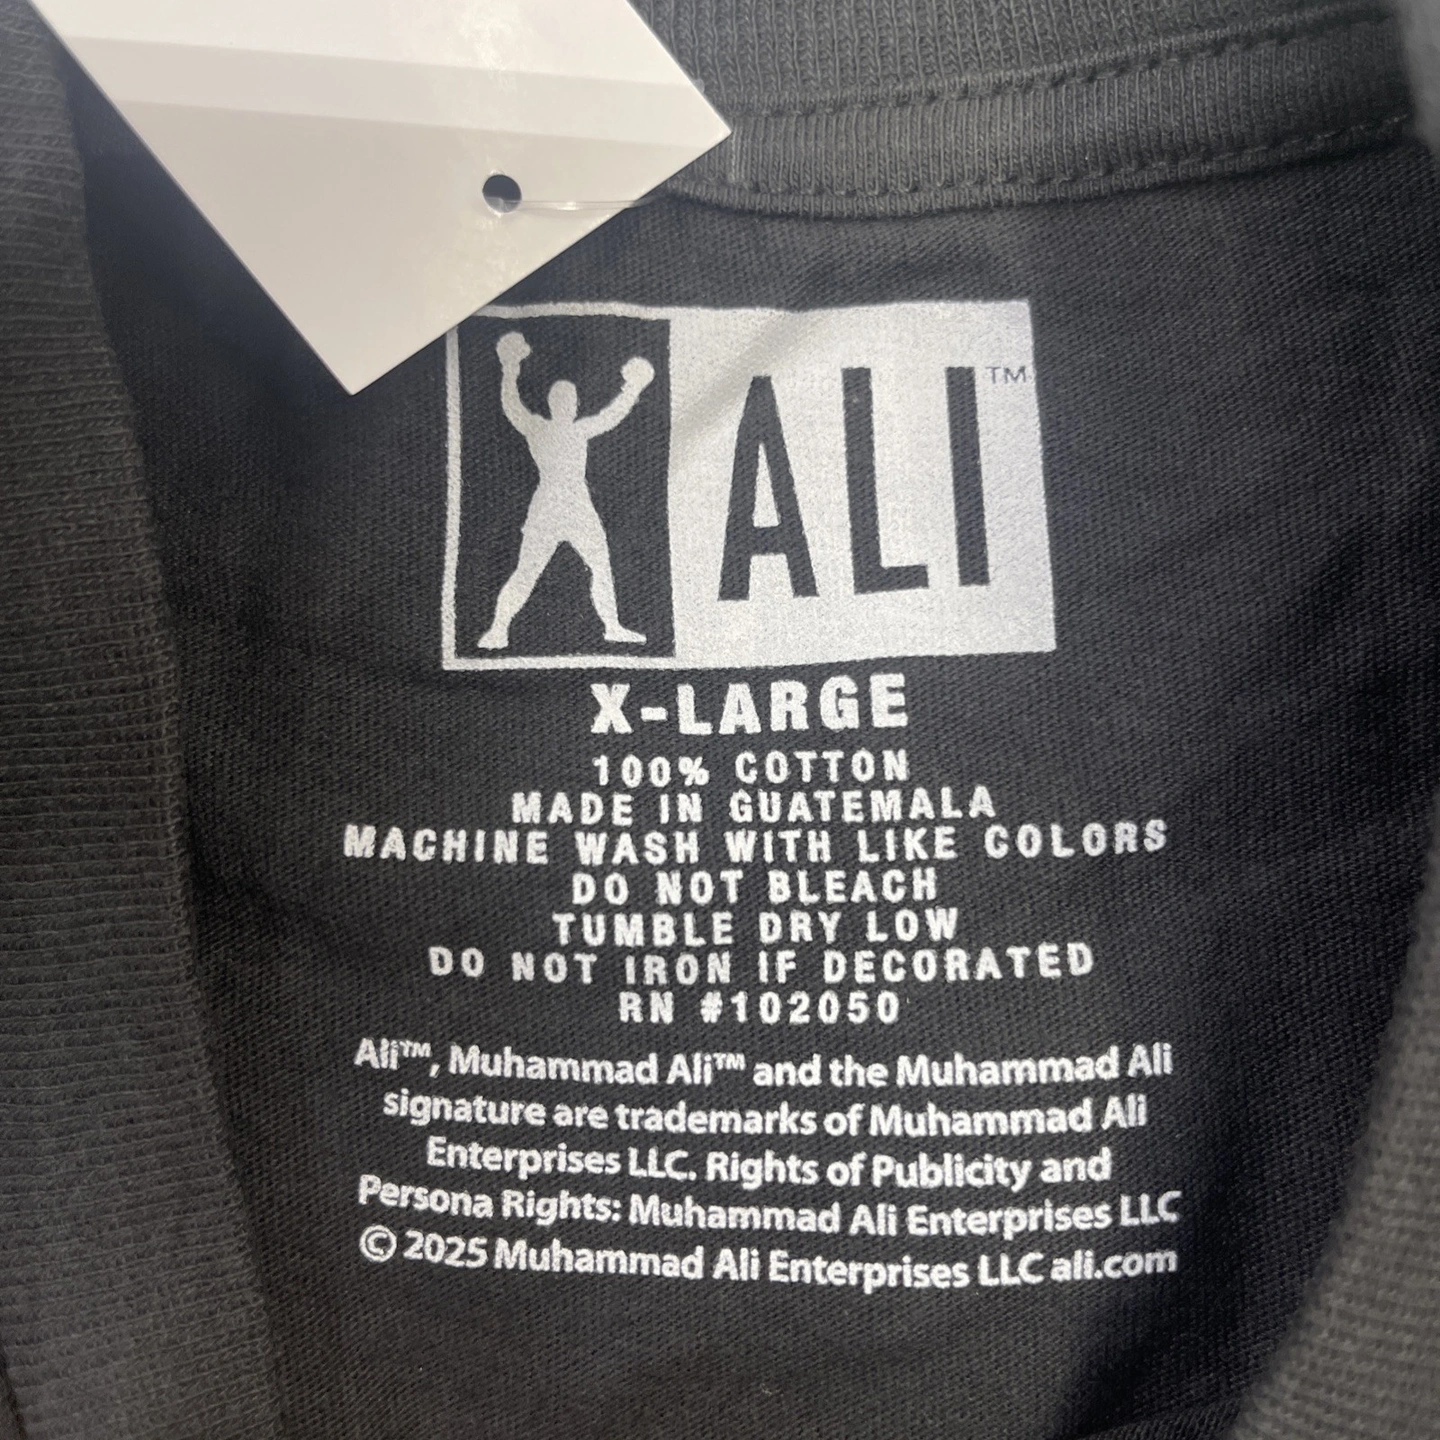 ALI™
X-LARGE
100% COTTON
MADE IN GUATEMALA
MACHINE WASH WITH LIKE COLORS
DO NOT BLEACH
TUMBLE DRY LOW
DO NOT IRON IF DECORATED
RN #102050
Ali™, Muhammad Ali™ and the Muhammad Ali
signature are trademarks of Muhammad Ali
Enterprises LLC. Rights of Publicity and
Persona Rights: Muhammad Ali Enterprises LLC
© 2025 Muhammad Ali Enterprises LLC ali.com